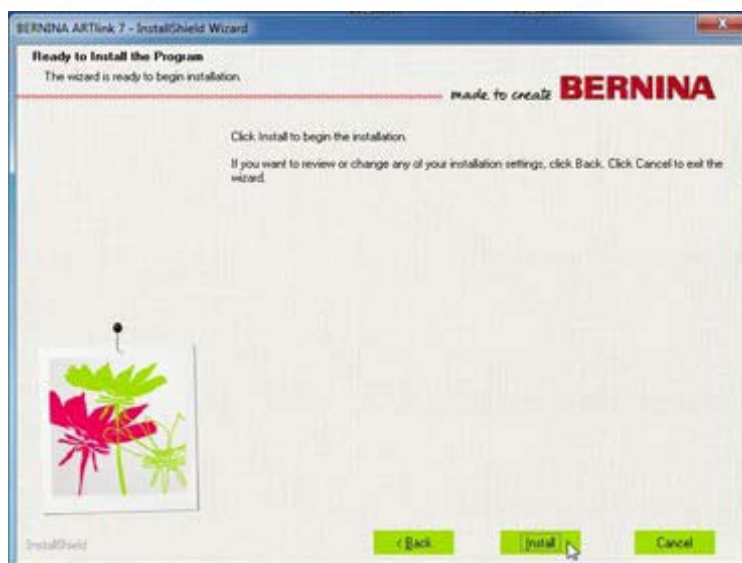 BERNINA ARTlink 7 - InstallShield Wizard
Ready to Install the Program
The wizard is ready to begin installation.
made to create BERNINA
Click Install to begin the installation.
If you want to review or change any of your installation settings, click Back. Click Cancel to exit the
wizard.
InstallShield
< Back
Install
Cancel